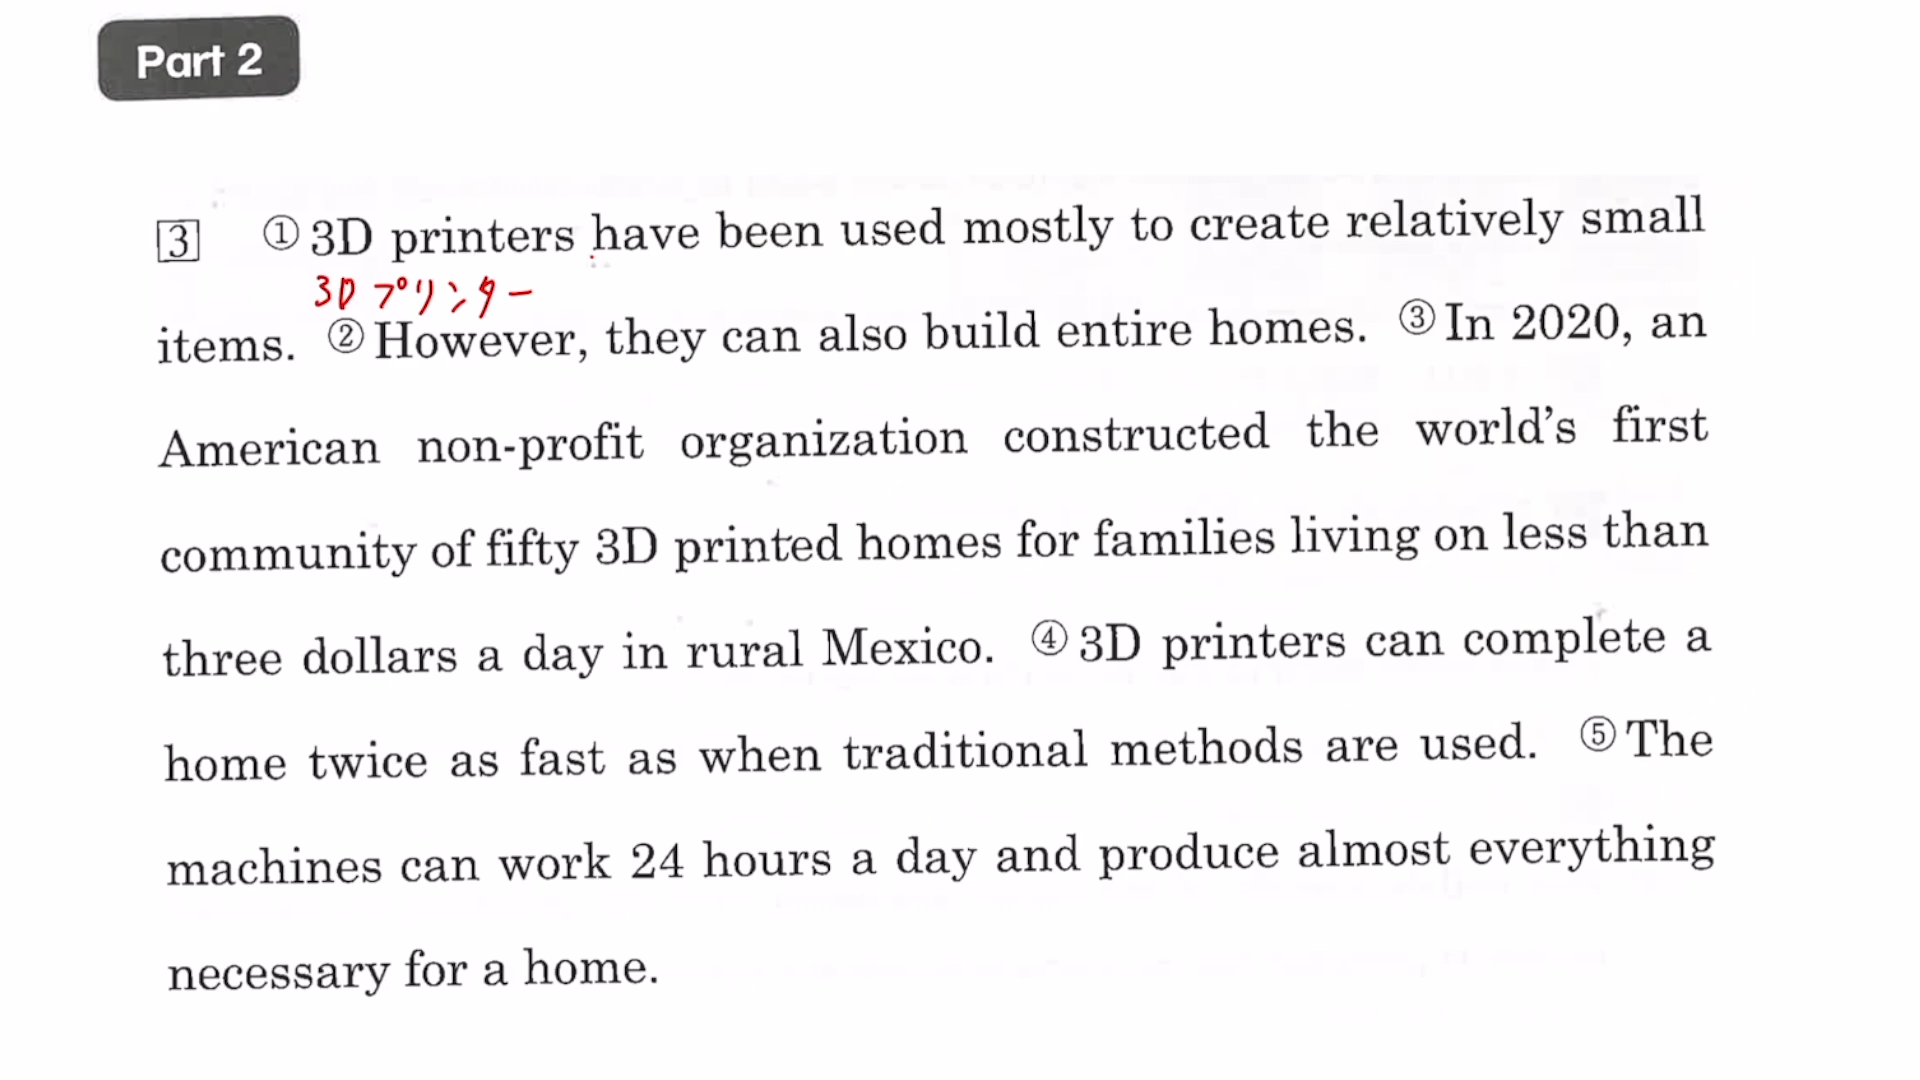 Part 2
3 ①3D printers have been used mostly to create relatively small
3Dプリンター
items. ②However, they can also build entire homes. ③In 2020, an
American non-profit organization constructed the world's first
community of fifty 3D printed homes for families living on less than
three dollars a day in rural Mexico. ④3D printers can complete a
home twice as fast as when traditional methods are used. ⑤The
machines can work 24 hours a day and produce almost everything
necessary for a home.